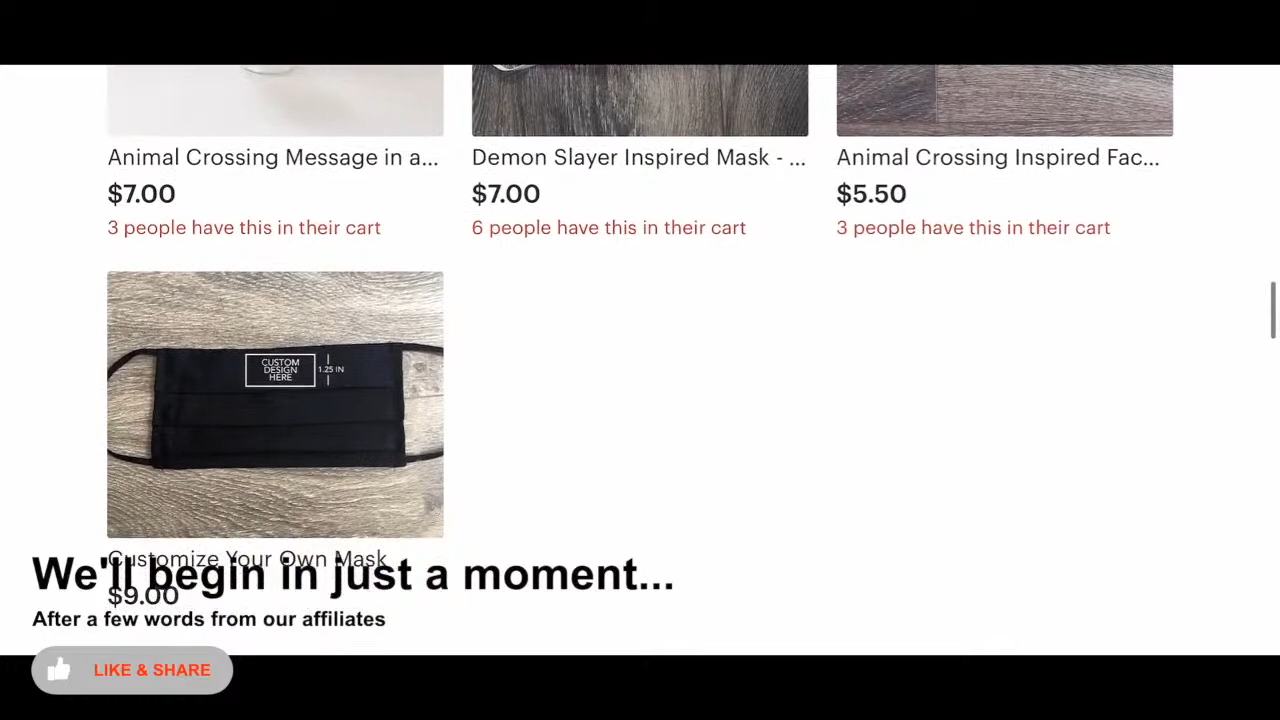 Animal Crossing Message in a...
Demon Slayer Inspired Mask - ...
Animal Crossing Inspired Fac...
$7.00
$7.00
$5.50
3 people have this in their cart
6 people have this in their cart
3 people have this in their cart
CUSTOM
DESIGN
HERE
1.25 IN
Customize Your Own Mask
$9.00
We'll begin in just a moment...
After a few words from our affiliates
LIKE & SHARE